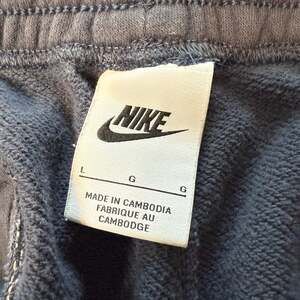 NIKE
L G G
MADE IN CAMBODIA
FABRIQUE AU
CAMBODGE